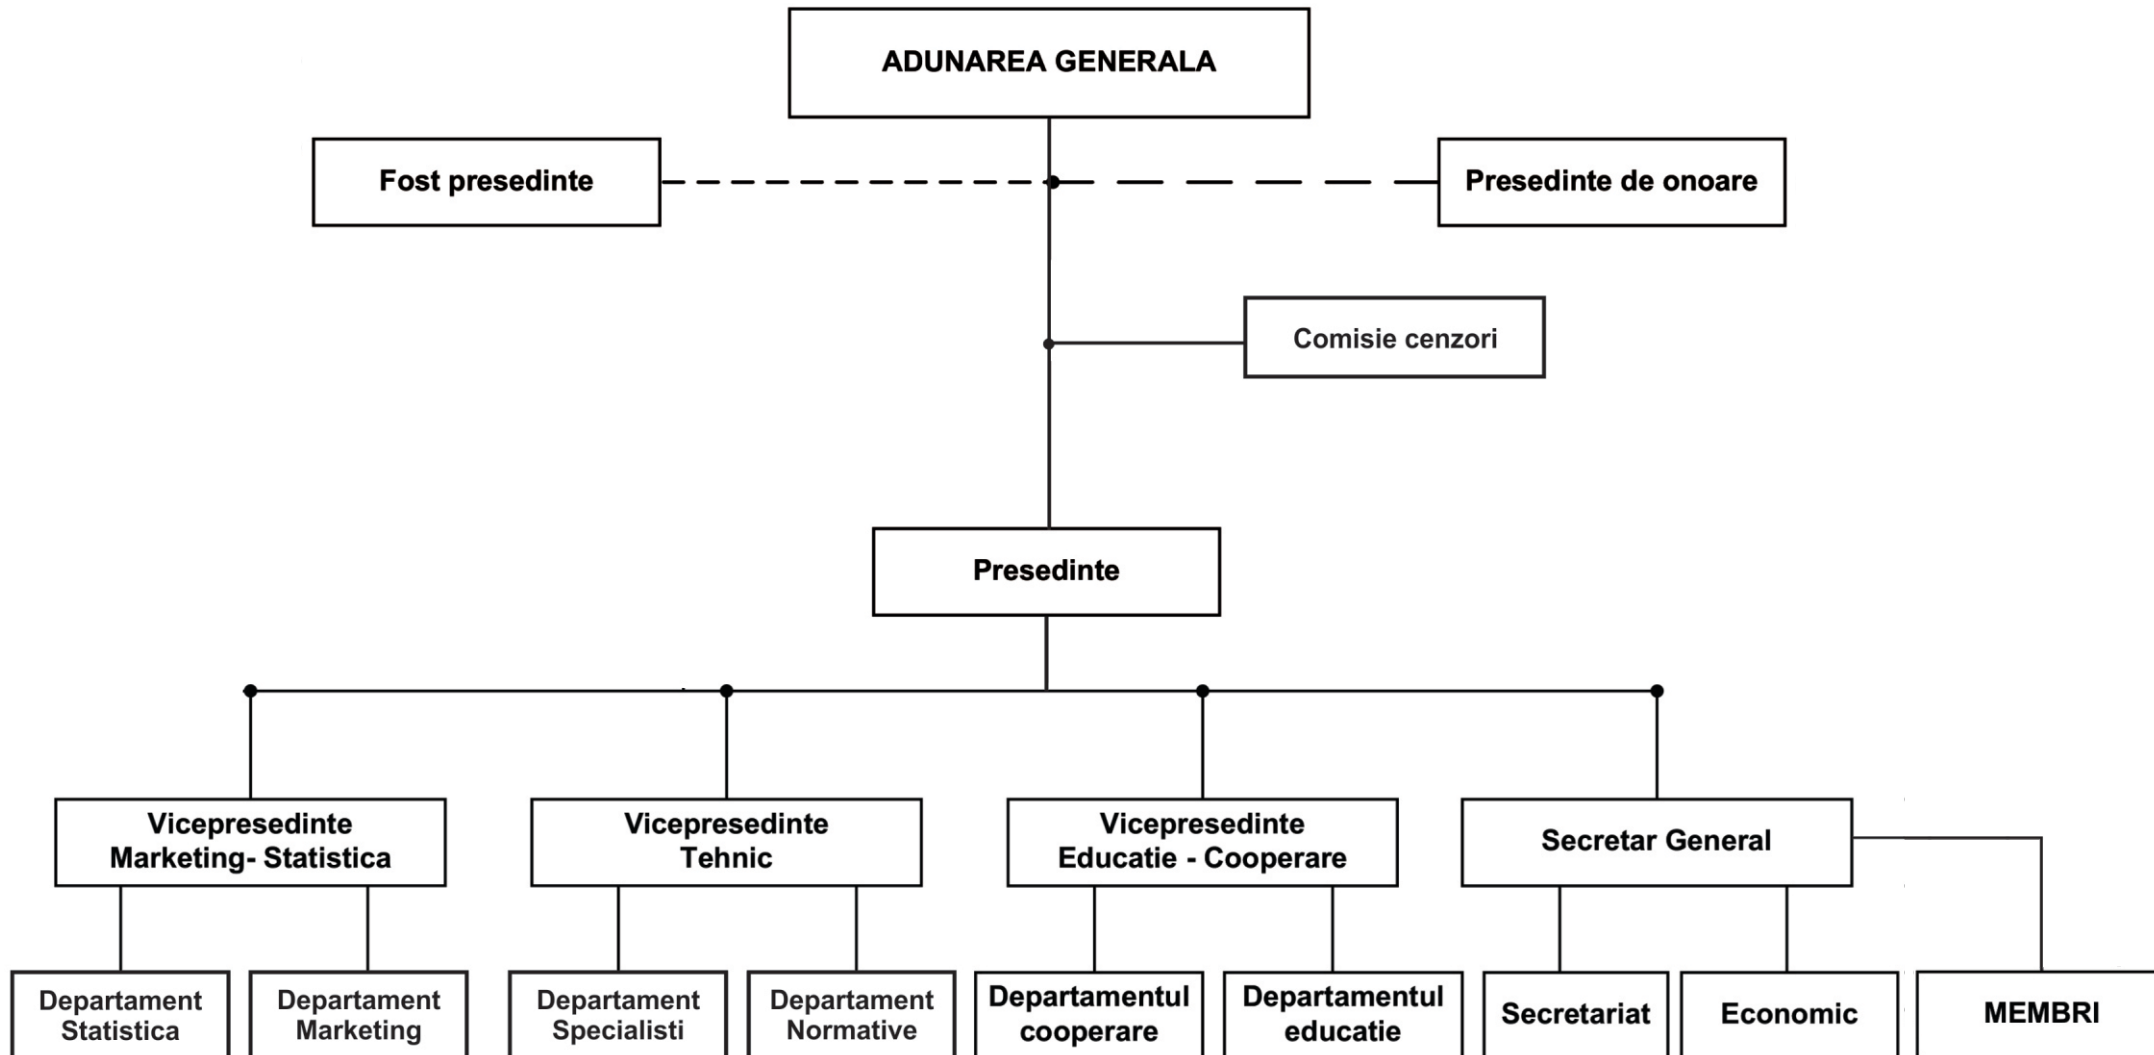 ADUNAREA GENERALA
Fost presedinte
Presedinte de onoare
Comisie cenzori
Presedinte
Vicepresedinte
Marketing- Statistica
Vicepresedinte
Tehnic
Vicepresedinte
Educatie - Cooperare
Secretar General
Departament
Statistica
Departament
Marketing
Departament
Specialisti
Departament
Normative
Departamentul
cooperare
Departamentul
educatie
Secretariat
Economic
MEMBRI